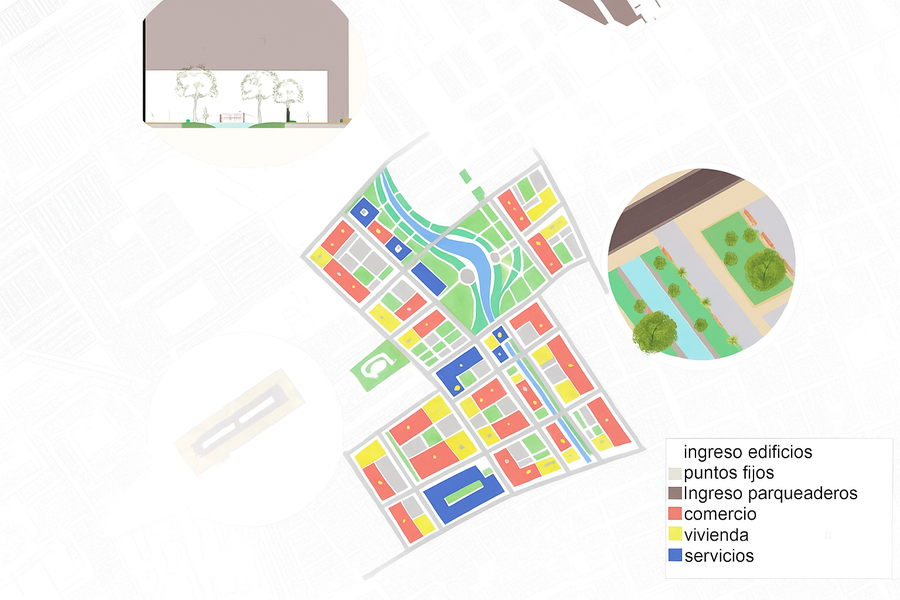 ingreso edificios
puntos fijos
Ingreso parqueaderos
comercio
vivienda
servicios